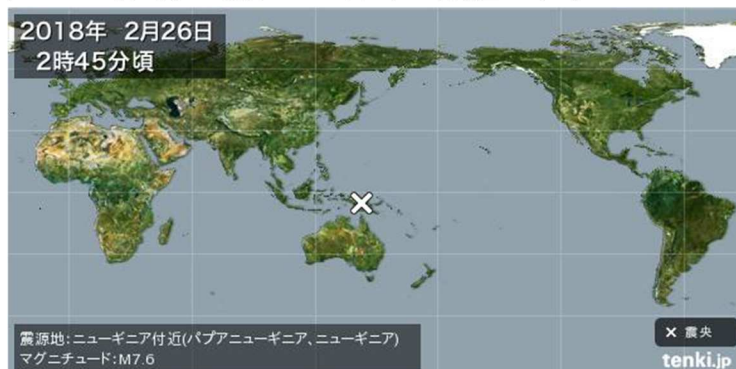 2018年 2月26日
2時45分頃
震源地:ニューギニア付近(パプアニューギニア、ニューギニア)
マグニチュード:M7.6
× 震央
tenki.jp